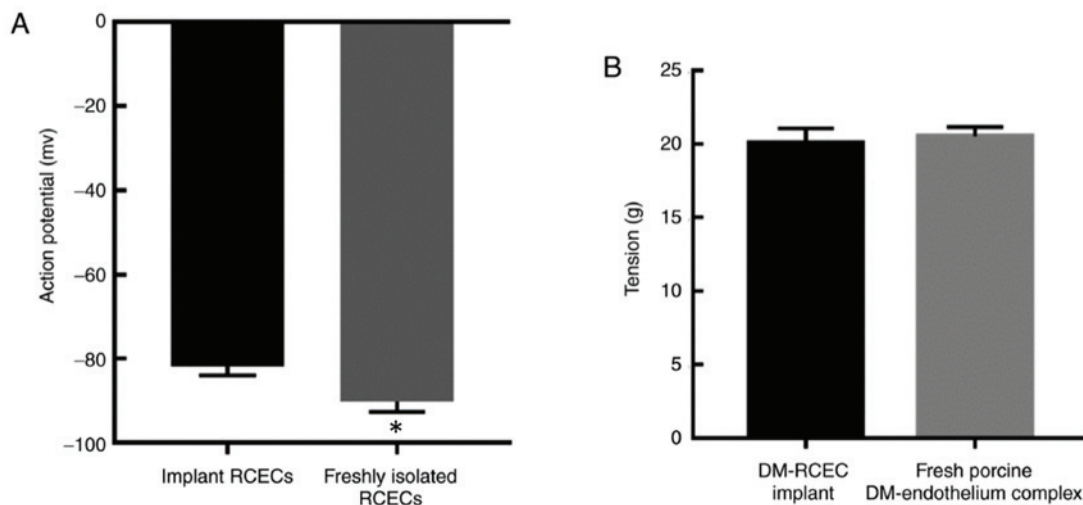 A
Action potential (mv)
0
−20
−40
−60
−80
−100
*
Implant RCECs
Freshly isolated
RCECs
B
Tension (g)
25
20
15
10
5
0
DM-RCEC
implant
Fresh porcine
DM-endothelium complex